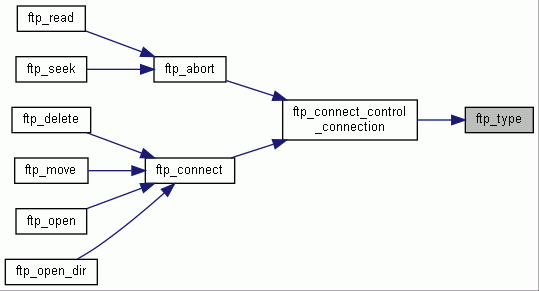 ftp_read
ftp_seek
ftp_abort
ftp_delete
ftp_move
ftp_open
ftp_open_dir
ftp_connect
ftp_connect_control
_connection
ftp_type